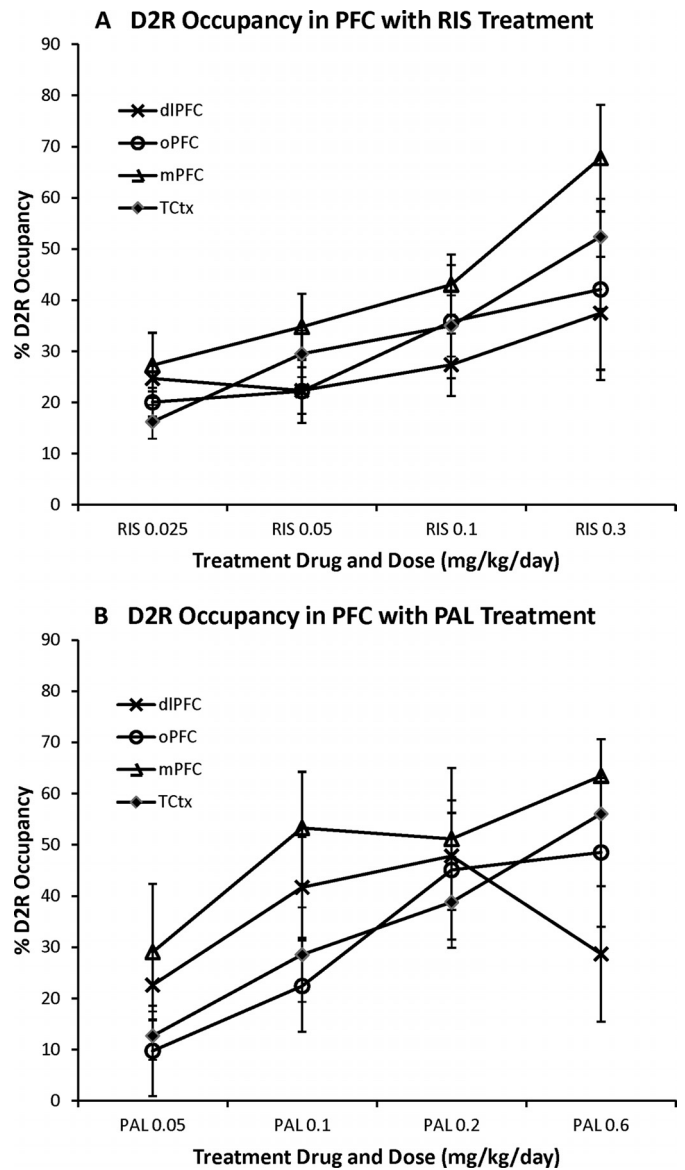 A D2R Occupancy in PFC with RIS Treatment
90
80
70
60
50
40
30
20
10
0
% D2R Occupancy
dlPFC
oPFC
mPFC
TCtx
RIS 0.025 RIS 0.05 RIS 0.1 RIS 0.3
Treatment Drug and Dose (mg/kg/day)
B D2R Occupancy in PFC with PAL Treatment
90
80
70
60
50
40
30
20
10
0
% D2R Occupancy
dlPFC
oPFC
mPFC
TCtx
PAL 0.05 PAL 0.1 PAL 0.2 PAL 0.6
Treatment Drug and Dose (mg/kg/day)